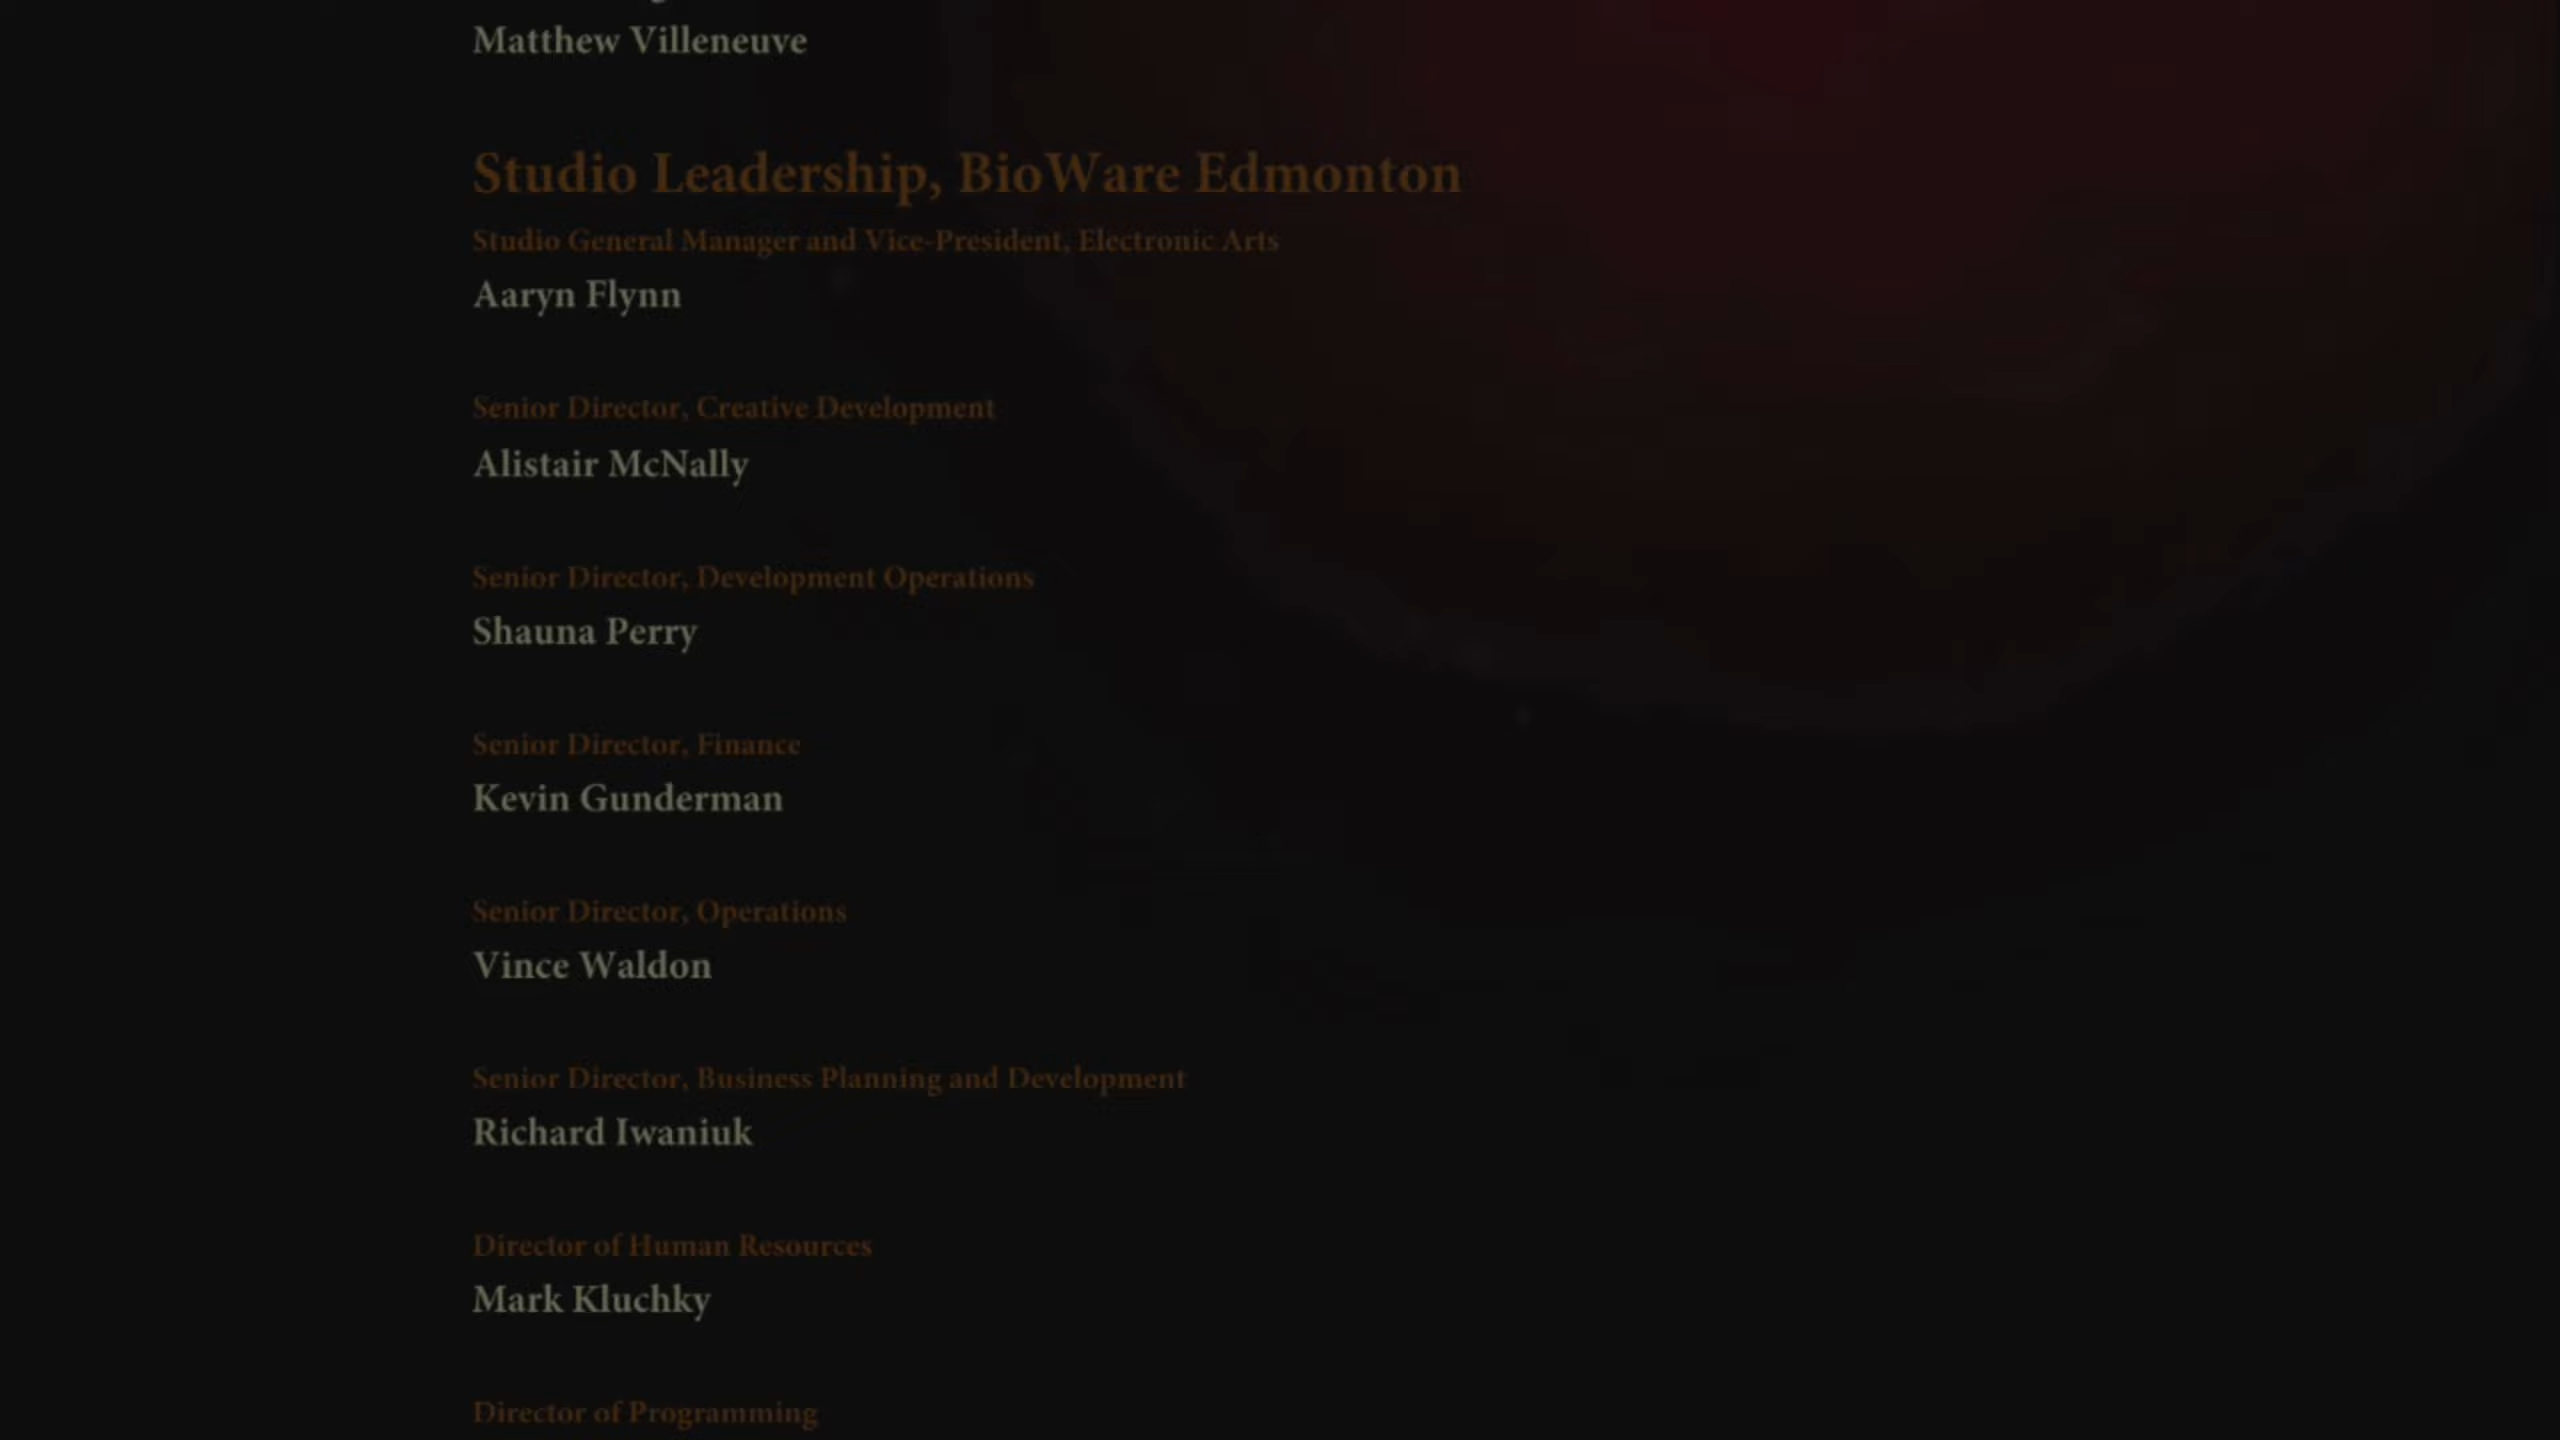 Matthew Villeneuve
Studio Leadership, BioWare Edmonton
Studio General Manager and Vice-President, Electronic Arts
Aaryn Flynn
Senior Director, Creative Development
Alistair McNally
Senior Director, Development Operations
Shauna Perry
Senior Director, Finance
Kevin Gunderman
Senior Director, Operations
Vince Waldon
Senior Director, Business Planning and Development
Richard Iwaniuk
Director of Human Resources
Mark Kluchky
Director of Programming